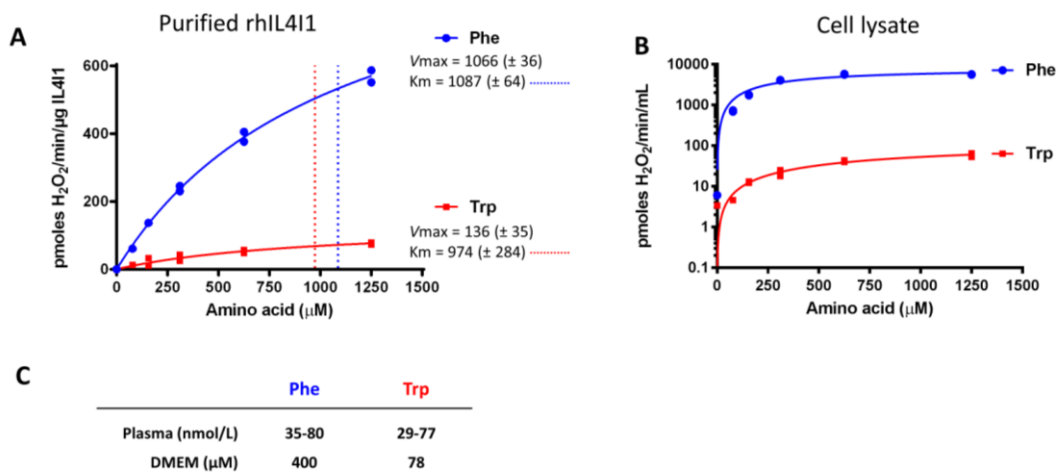 A
Purified rhIL4I1
pmoles H₂O₂/min/µg IL4I1
600
400
200
0
0 250 500 750 1000 1250 1500
Amino acid (µM)
Phe
Vmax = 1066 (± 36)
Km = 1087 (± 64)
Trp
Vmax = 136 (± 35)
Km = 974 (± 284)
B
Cell lysate
pmoles H₂O₂/min/mL
10000
1000
100
10
1
0.1
0 250 500 750 1000 1250 1500
Amino acid (µM)
Phe
Trp
C
Phe Trp
Plasma (nmol/L) 35-80 29-77
DMEM (µM) 400 78